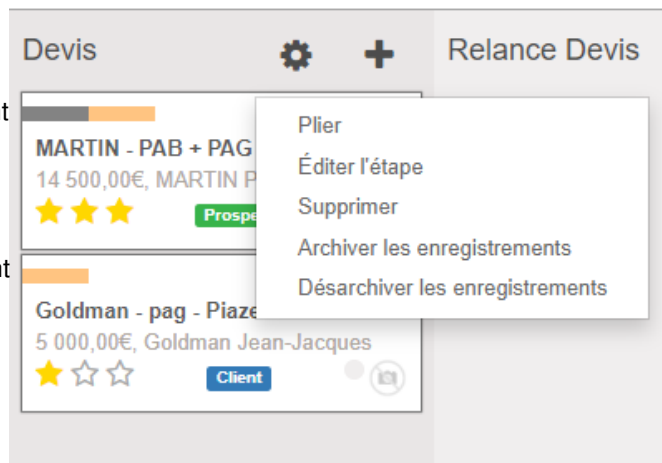 Devis
Relance Devis
MARTIN - PAB + PAG
14 500,00€, MARTIN P
Plier
Éditer l'étape
Supprimer
Archiver les enregistrements
Désarchiver les enregistrements
Goldman - pag - Piaze
5 000,00€, Goldman Jean-Jacques
Client